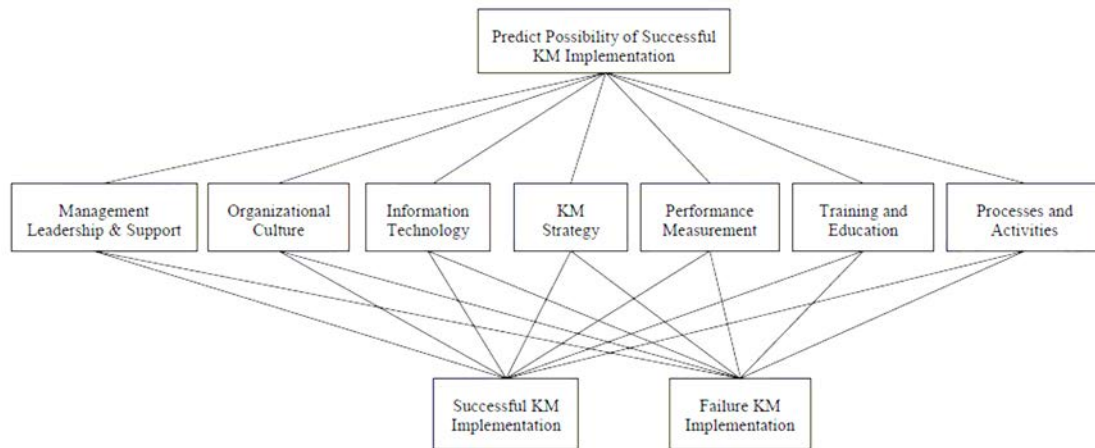 Predict Possibility of Successful
KM Implementation
Management
Leadership & Support
Organizational
Culture
Information
Technology
KM
Strategy
Performance
Measurement
Training and
Education
Processes and
Activities
Successful KM
Implementation
Failure KM
Implementation